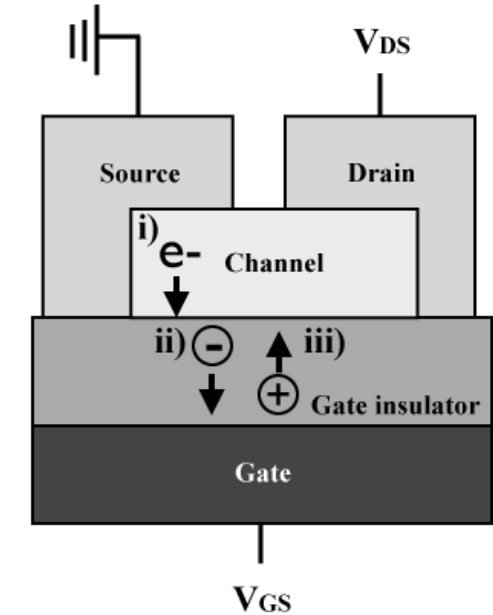 VDS
Source
Drain
i)
e-
Channel
ii) - iii)
+
Gate insulator
Gate
VGS